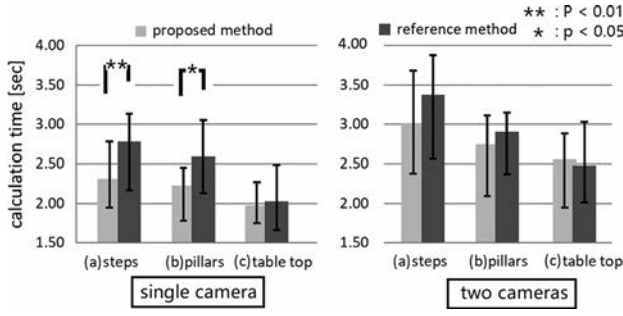 ** : P < 0.01
* : p < 0.05
proposed method
reference method
calculation time [sec]
4.00
3.50
3.00
2.50
2.00
1.50
**
*
(a)steps
(b)pillars
(c)table top
single camera
4.00
3.50
3.00
2.50
2.00
1.50
(a)steps
(b)pillars
(c)table top
two cameras